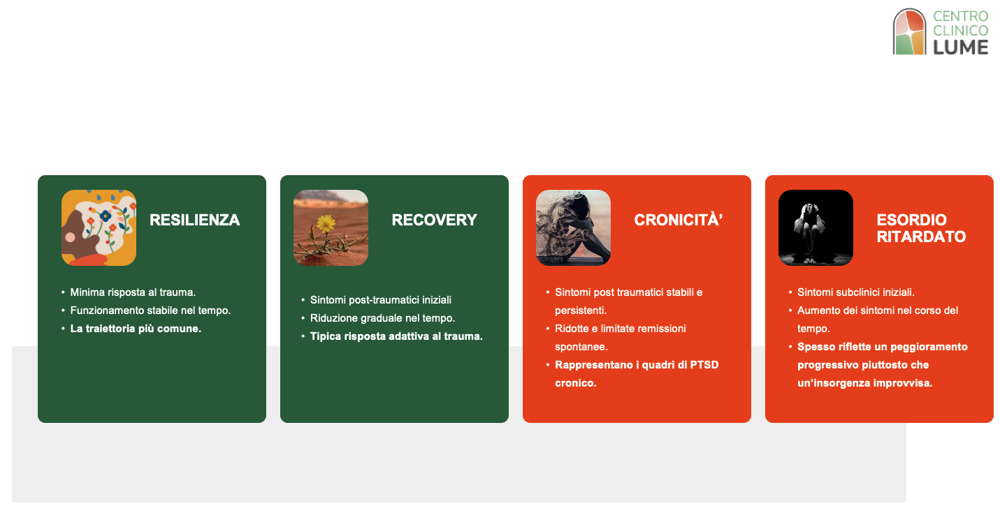 CENTRO
CLINICO
LUME
RESILIENZA
• Minima risposta al trauma.
• Funzionamento stabile nel tempo.
• La traiettoria più comune.
RECOVERY
• Sintomi post-traumatici iniziali
• Riduzione graduale nel tempo.
• Tipica risposta adattiva al trauma.
CRONICITÀ’
• Sintomi post traumatici stabili e
persistenti.
• Ridotte e limitate remissioni
spontanee.
• Rappresentano i quadri di PTSD
cronico.
ESORDIO
RITARDATO
• Sintomi subclinici iniziali.
• Aumento dei sintomi nel corso del
tempo.
• Spesso riflette un peggioramento
progressivo piuttosto che
un’insorgenza improvvisa.